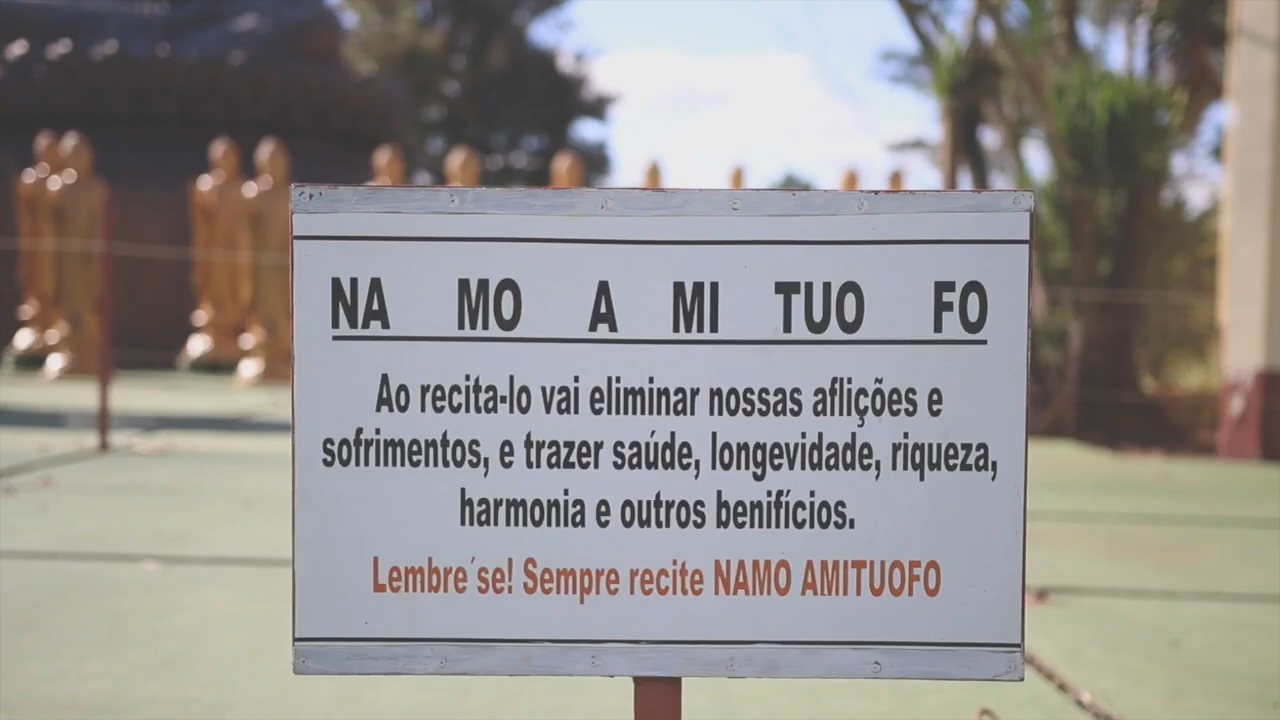 NA MO A MI TUO FO
Ao recita-lo vai eliminar nossas aflições e
sofrimentos, e trazer saúde, longevidade, riqueza,
harmonia e outros benifícios.
Lembre´se! Sempre recite NAMO AMITUOFO